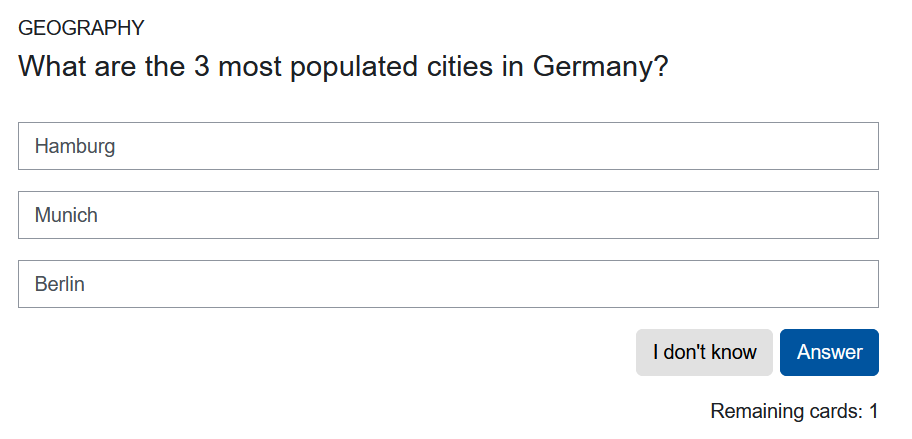 GEOGRAPHY
What are the 3 most populated cities in Germany?
Hamburg
Munich
Berlin
I don't know Answer
Remaining cards: 1